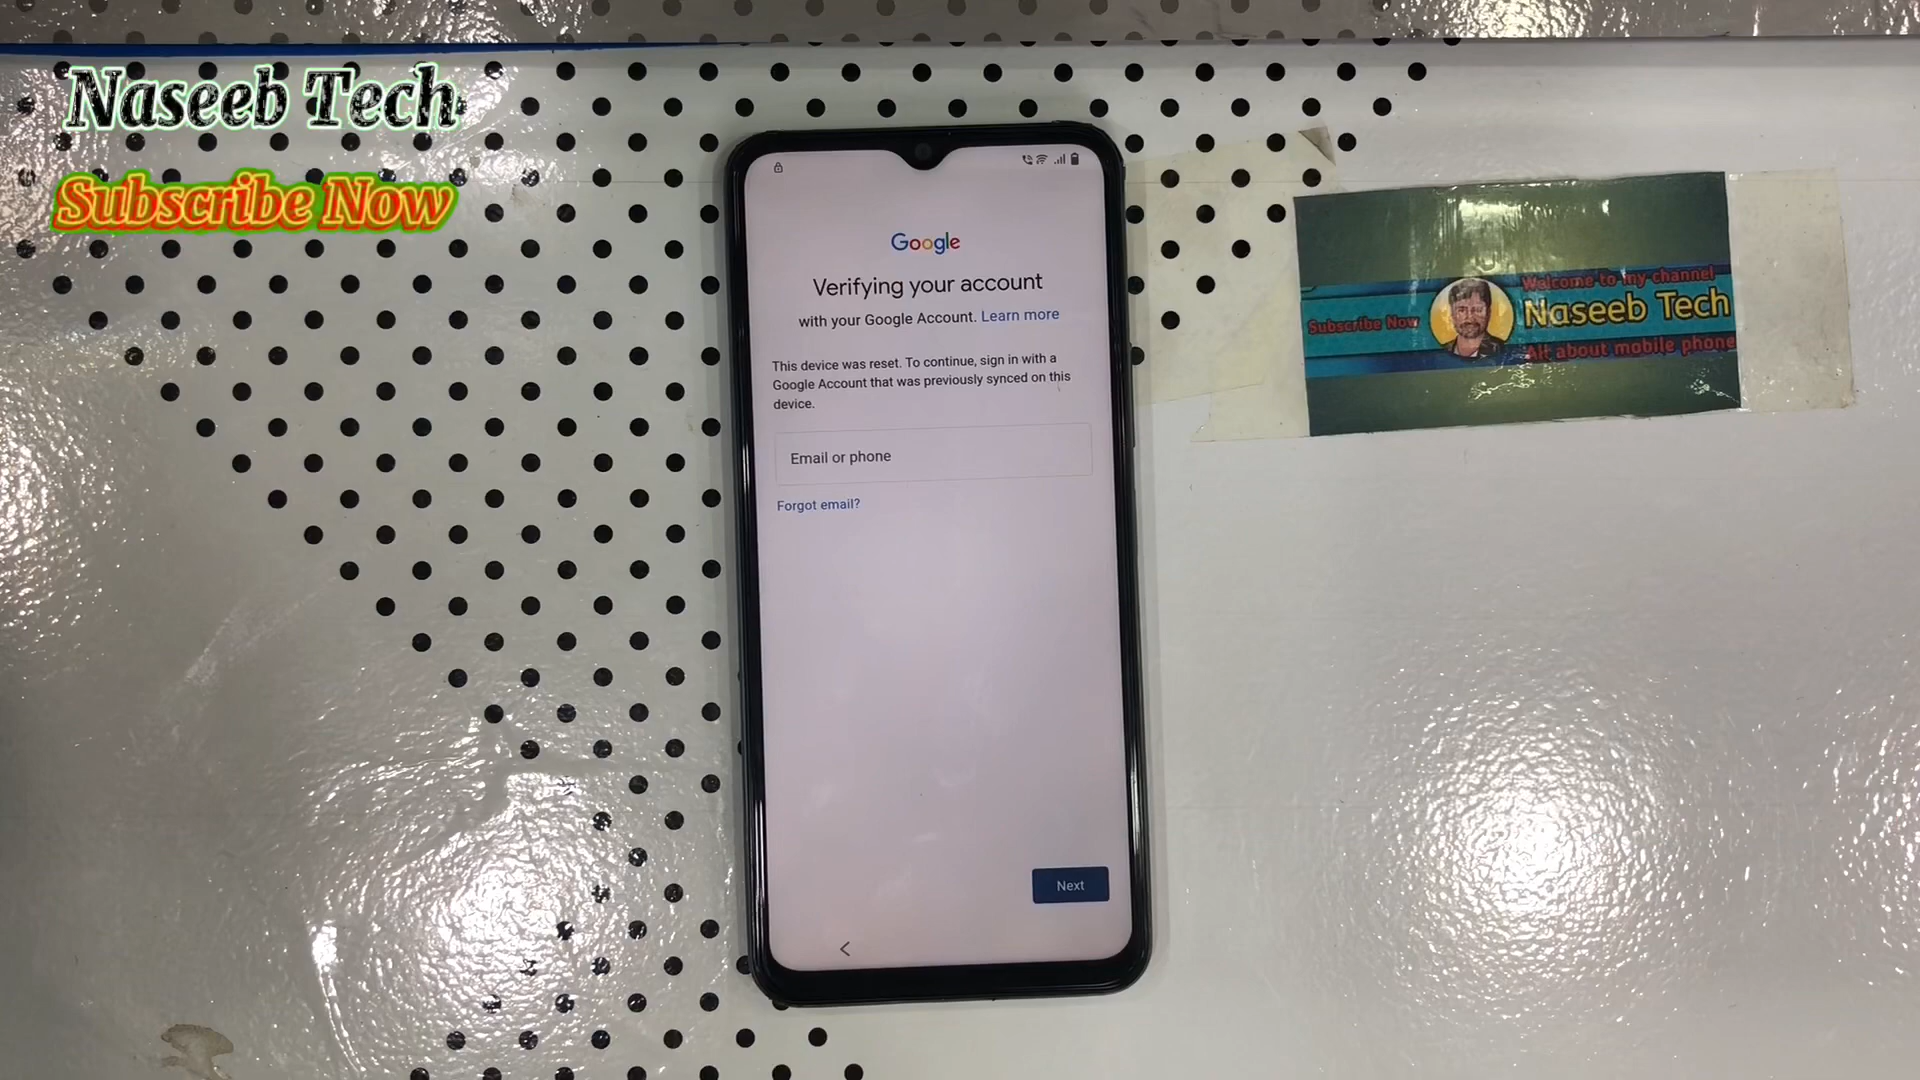 Naseeb Tech
Subscribe Now
Google
Verifying your account
with your Google Account. Learn more
This device was reset. To continue, sign in with a
Google Account that was previously synced on this
device.
Email or phone
Forgot email?
Next
Welcome to my channel
Subscribe Now
Naseeb Tech
All about mobile phone